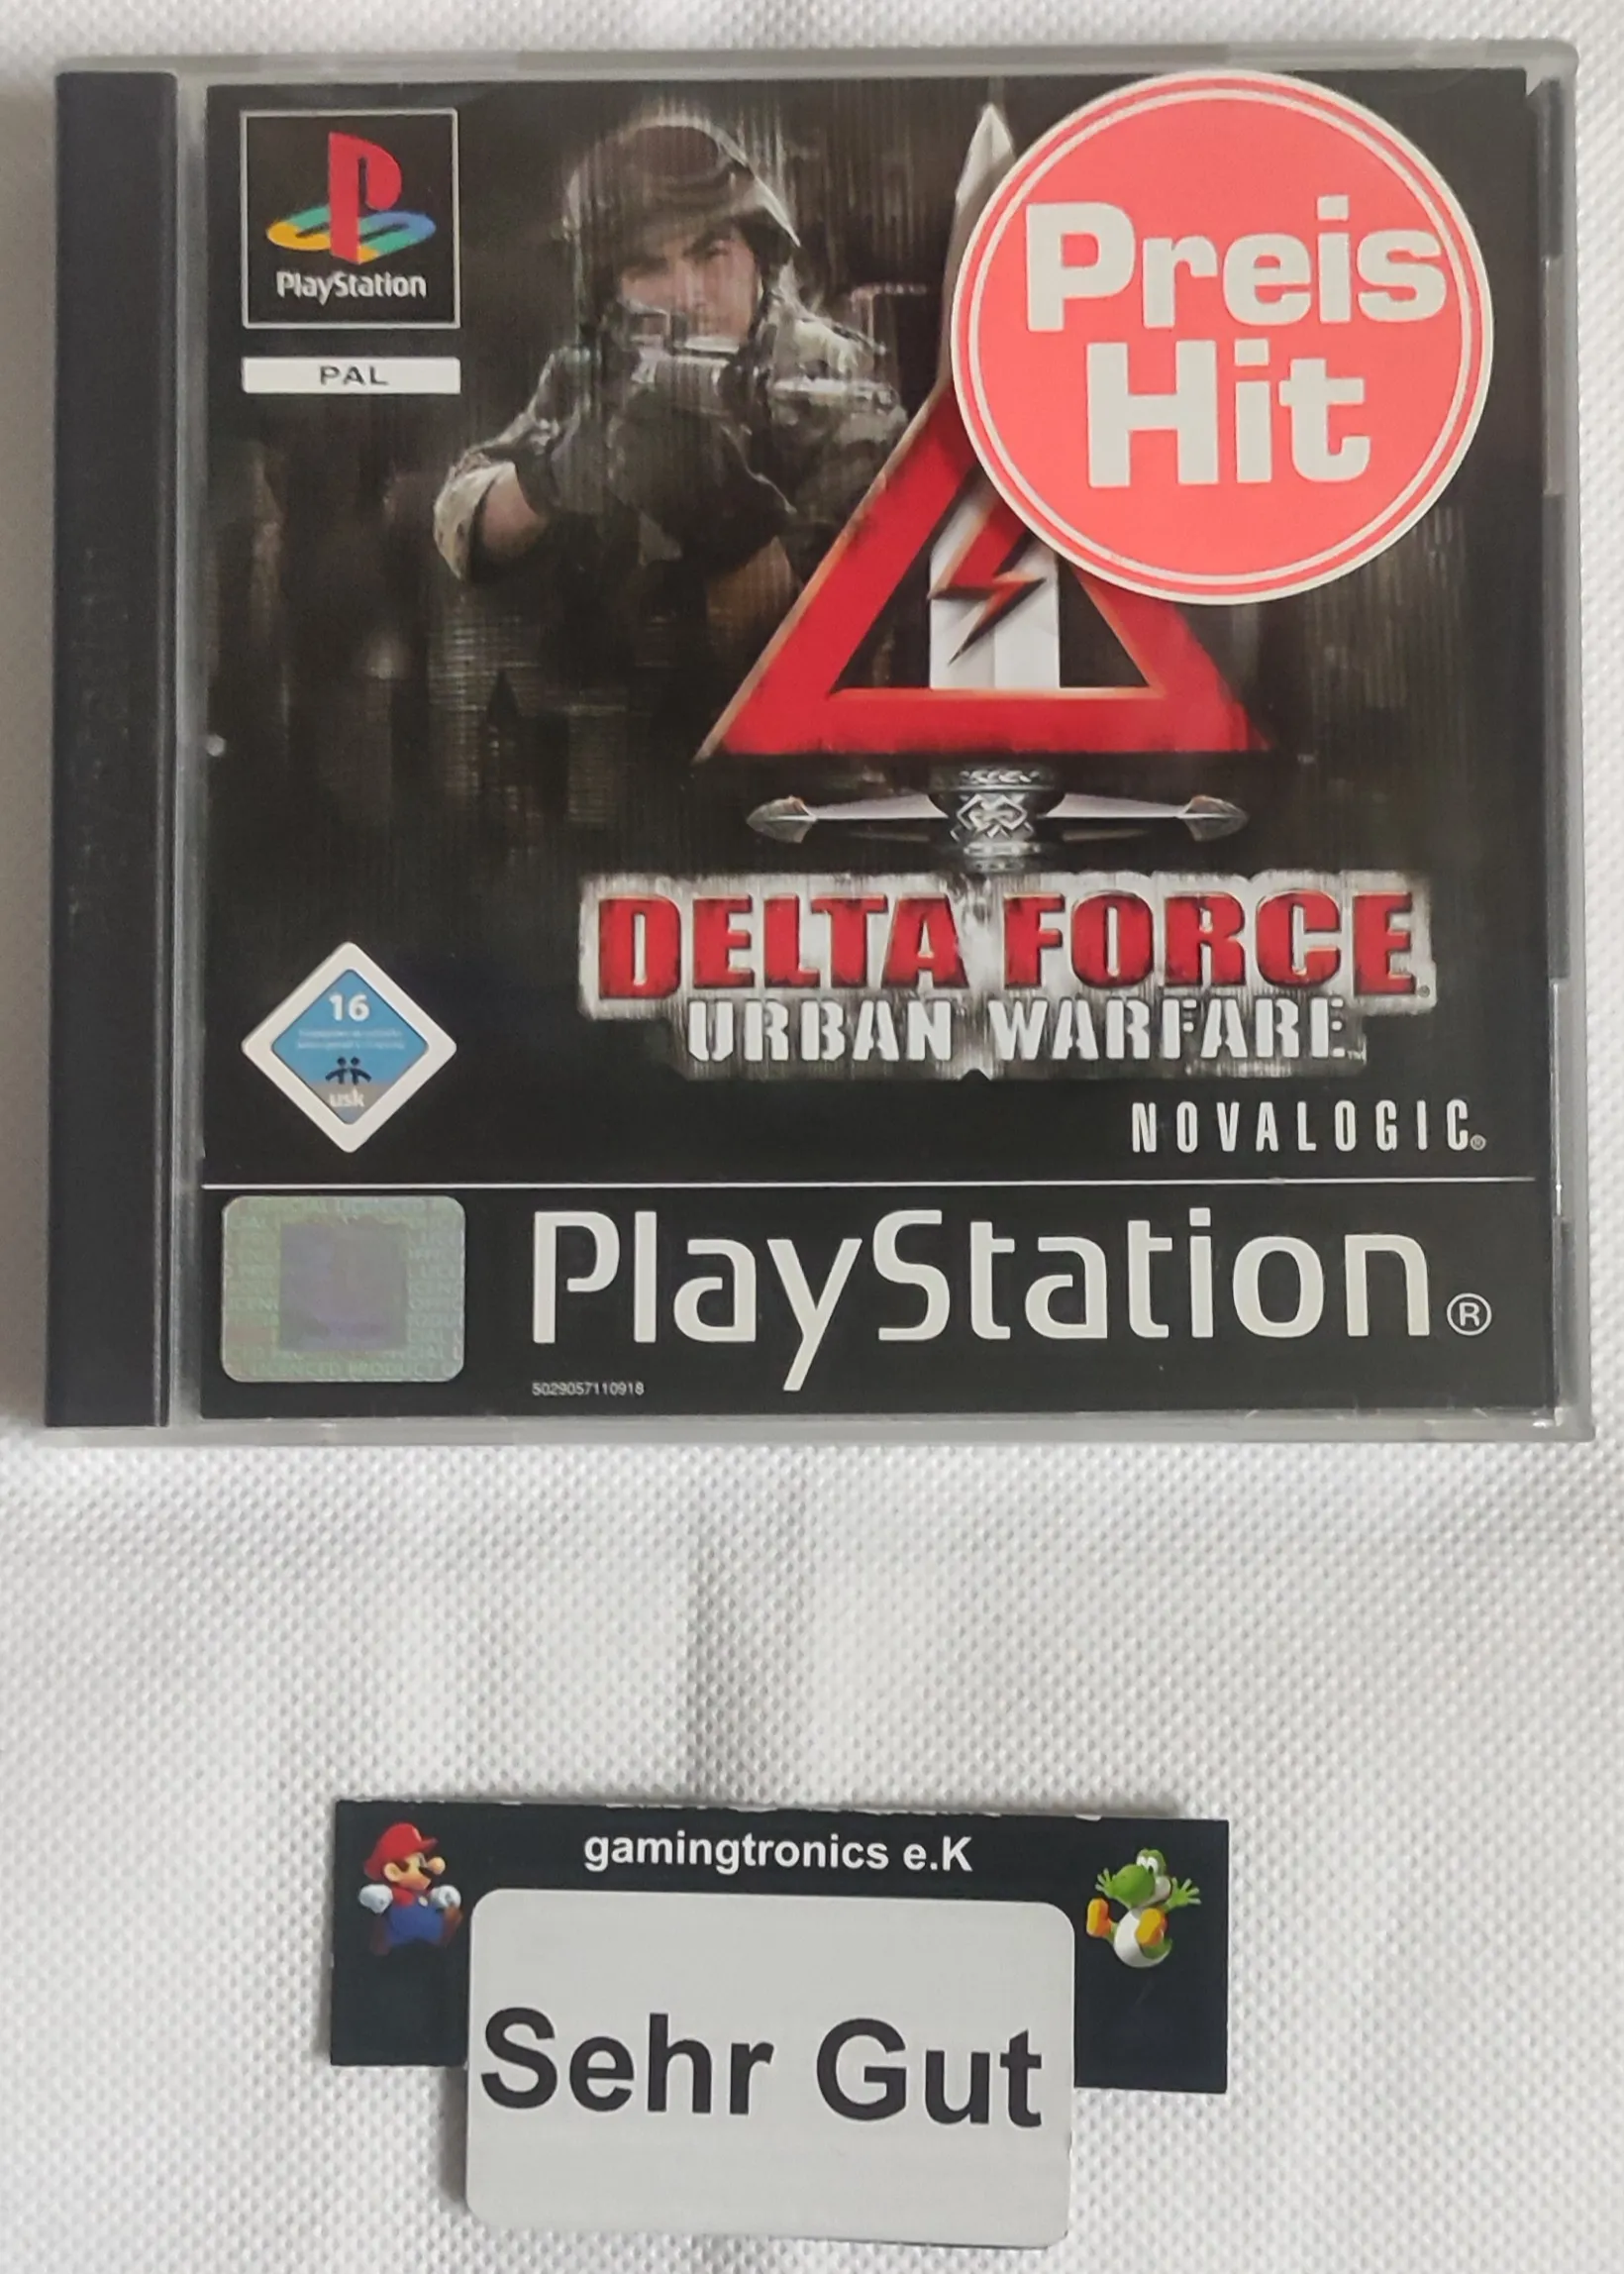 PlayStation
PAL
Preis
Hit
DELTA FORCE
URBAN WARFARE
16
usk
NOVALOGIC®
PlayStation®
5029057110918
gamingtronics e.K
Sehr Gut